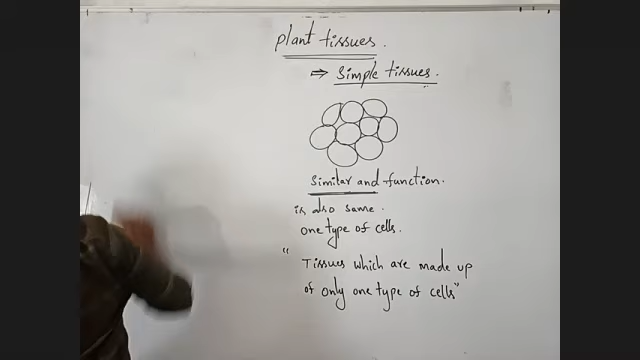 plant tissues.
⇒ Simple tissues.
Similar and function.
is also same.
one type of cells.
"Tissues which are made up
of only one type of cells"